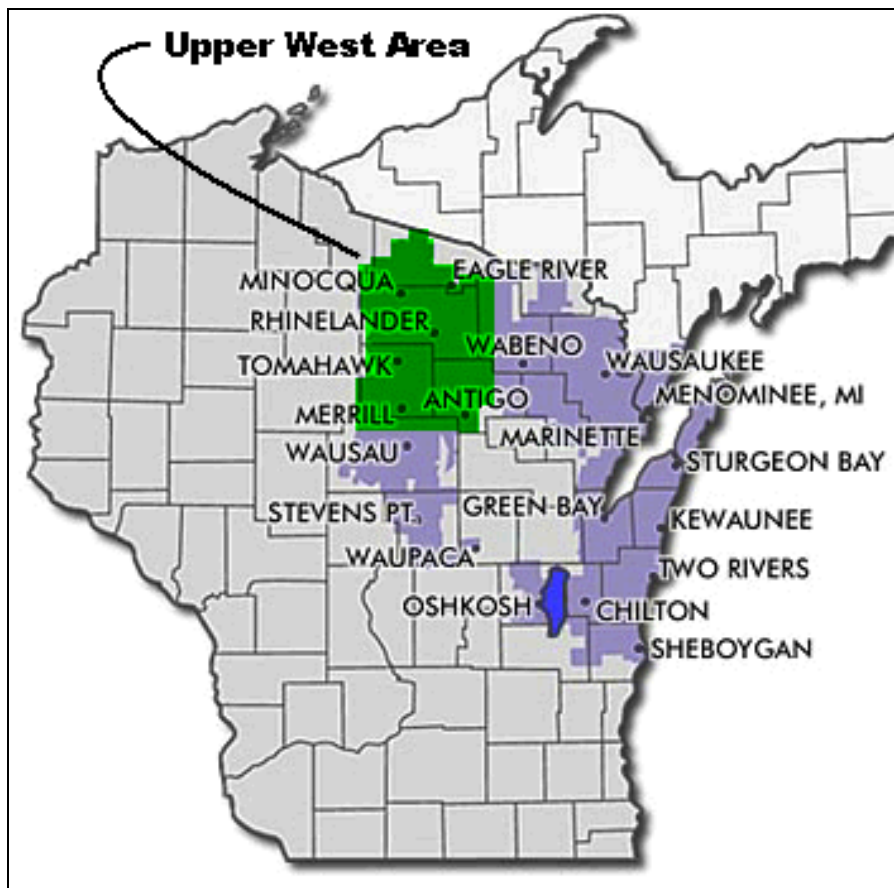 Upper West Area
EAGLE RIVER
MINOCQUA
RHINELANDER
WABENO
WAUSAUKEE
TOMAHAWK
MENOMINEE, MI
ANTIGO
MERRILL
MARINETTE
WAUSAU
STURGEON BAY
GREEN BAY
STEVENS PT.
KEWAUNEE
WAUPACA
TWO RIVERS
OSHKOSH
CHILTON
SHEBOYGAN